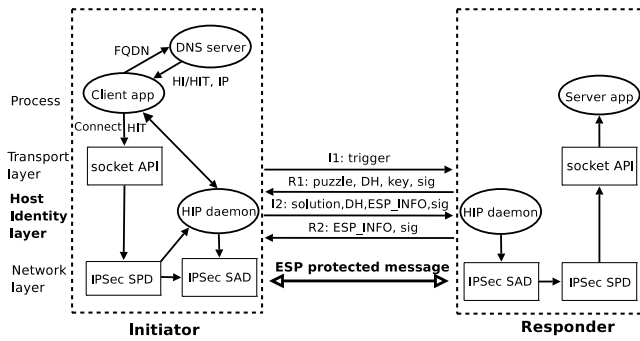 FQDN
DNS server
HI/HIT, IP
Process
Client app
Server app
Connect
HIT
Transport
layer
socket API
I1: trigger
socket API
R1: puzzle, DH, key, sig
Host
Identity
layer
HIP daemon
I2: solution,DH,ESP_INFO,sig
HIP daemon
R2: ESP_INFO, sig
Network
layer
IPSec SPD
IPSec SAD
ESP protected message
IPSec SAD
IPSec SPD
Initiator
Responder